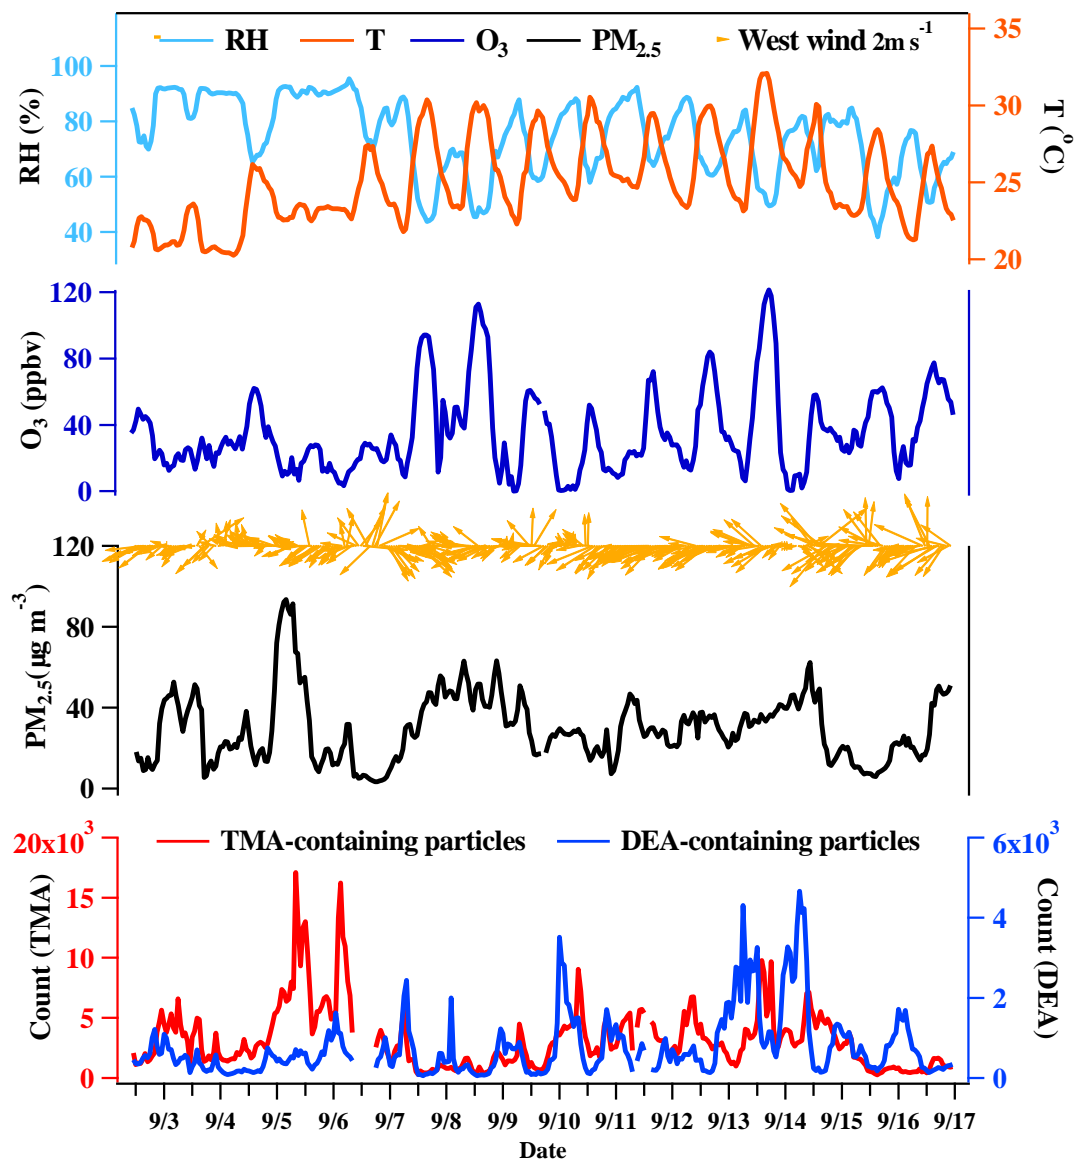 RH T O₃ PM₂.₅ West wind 2m s⁻¹
RH (%)
100
80
60
40
T (°C)
35
30
25
20
O₃ (ppbv)
120
80
40
0
PM₂.₅(µg m⁻³)
120
80
40
0
TMA-containing particles DEA-containing particles
Count (TMA)
20x10³
15
10
5
0
Count (DEA)
6x10³
4
2
0
9/3 9/4 9/5 9/6 9/7 9/8 9/9 9/10 9/11 9/12 9/13 9/14 9/15 9/16 9/17
Date